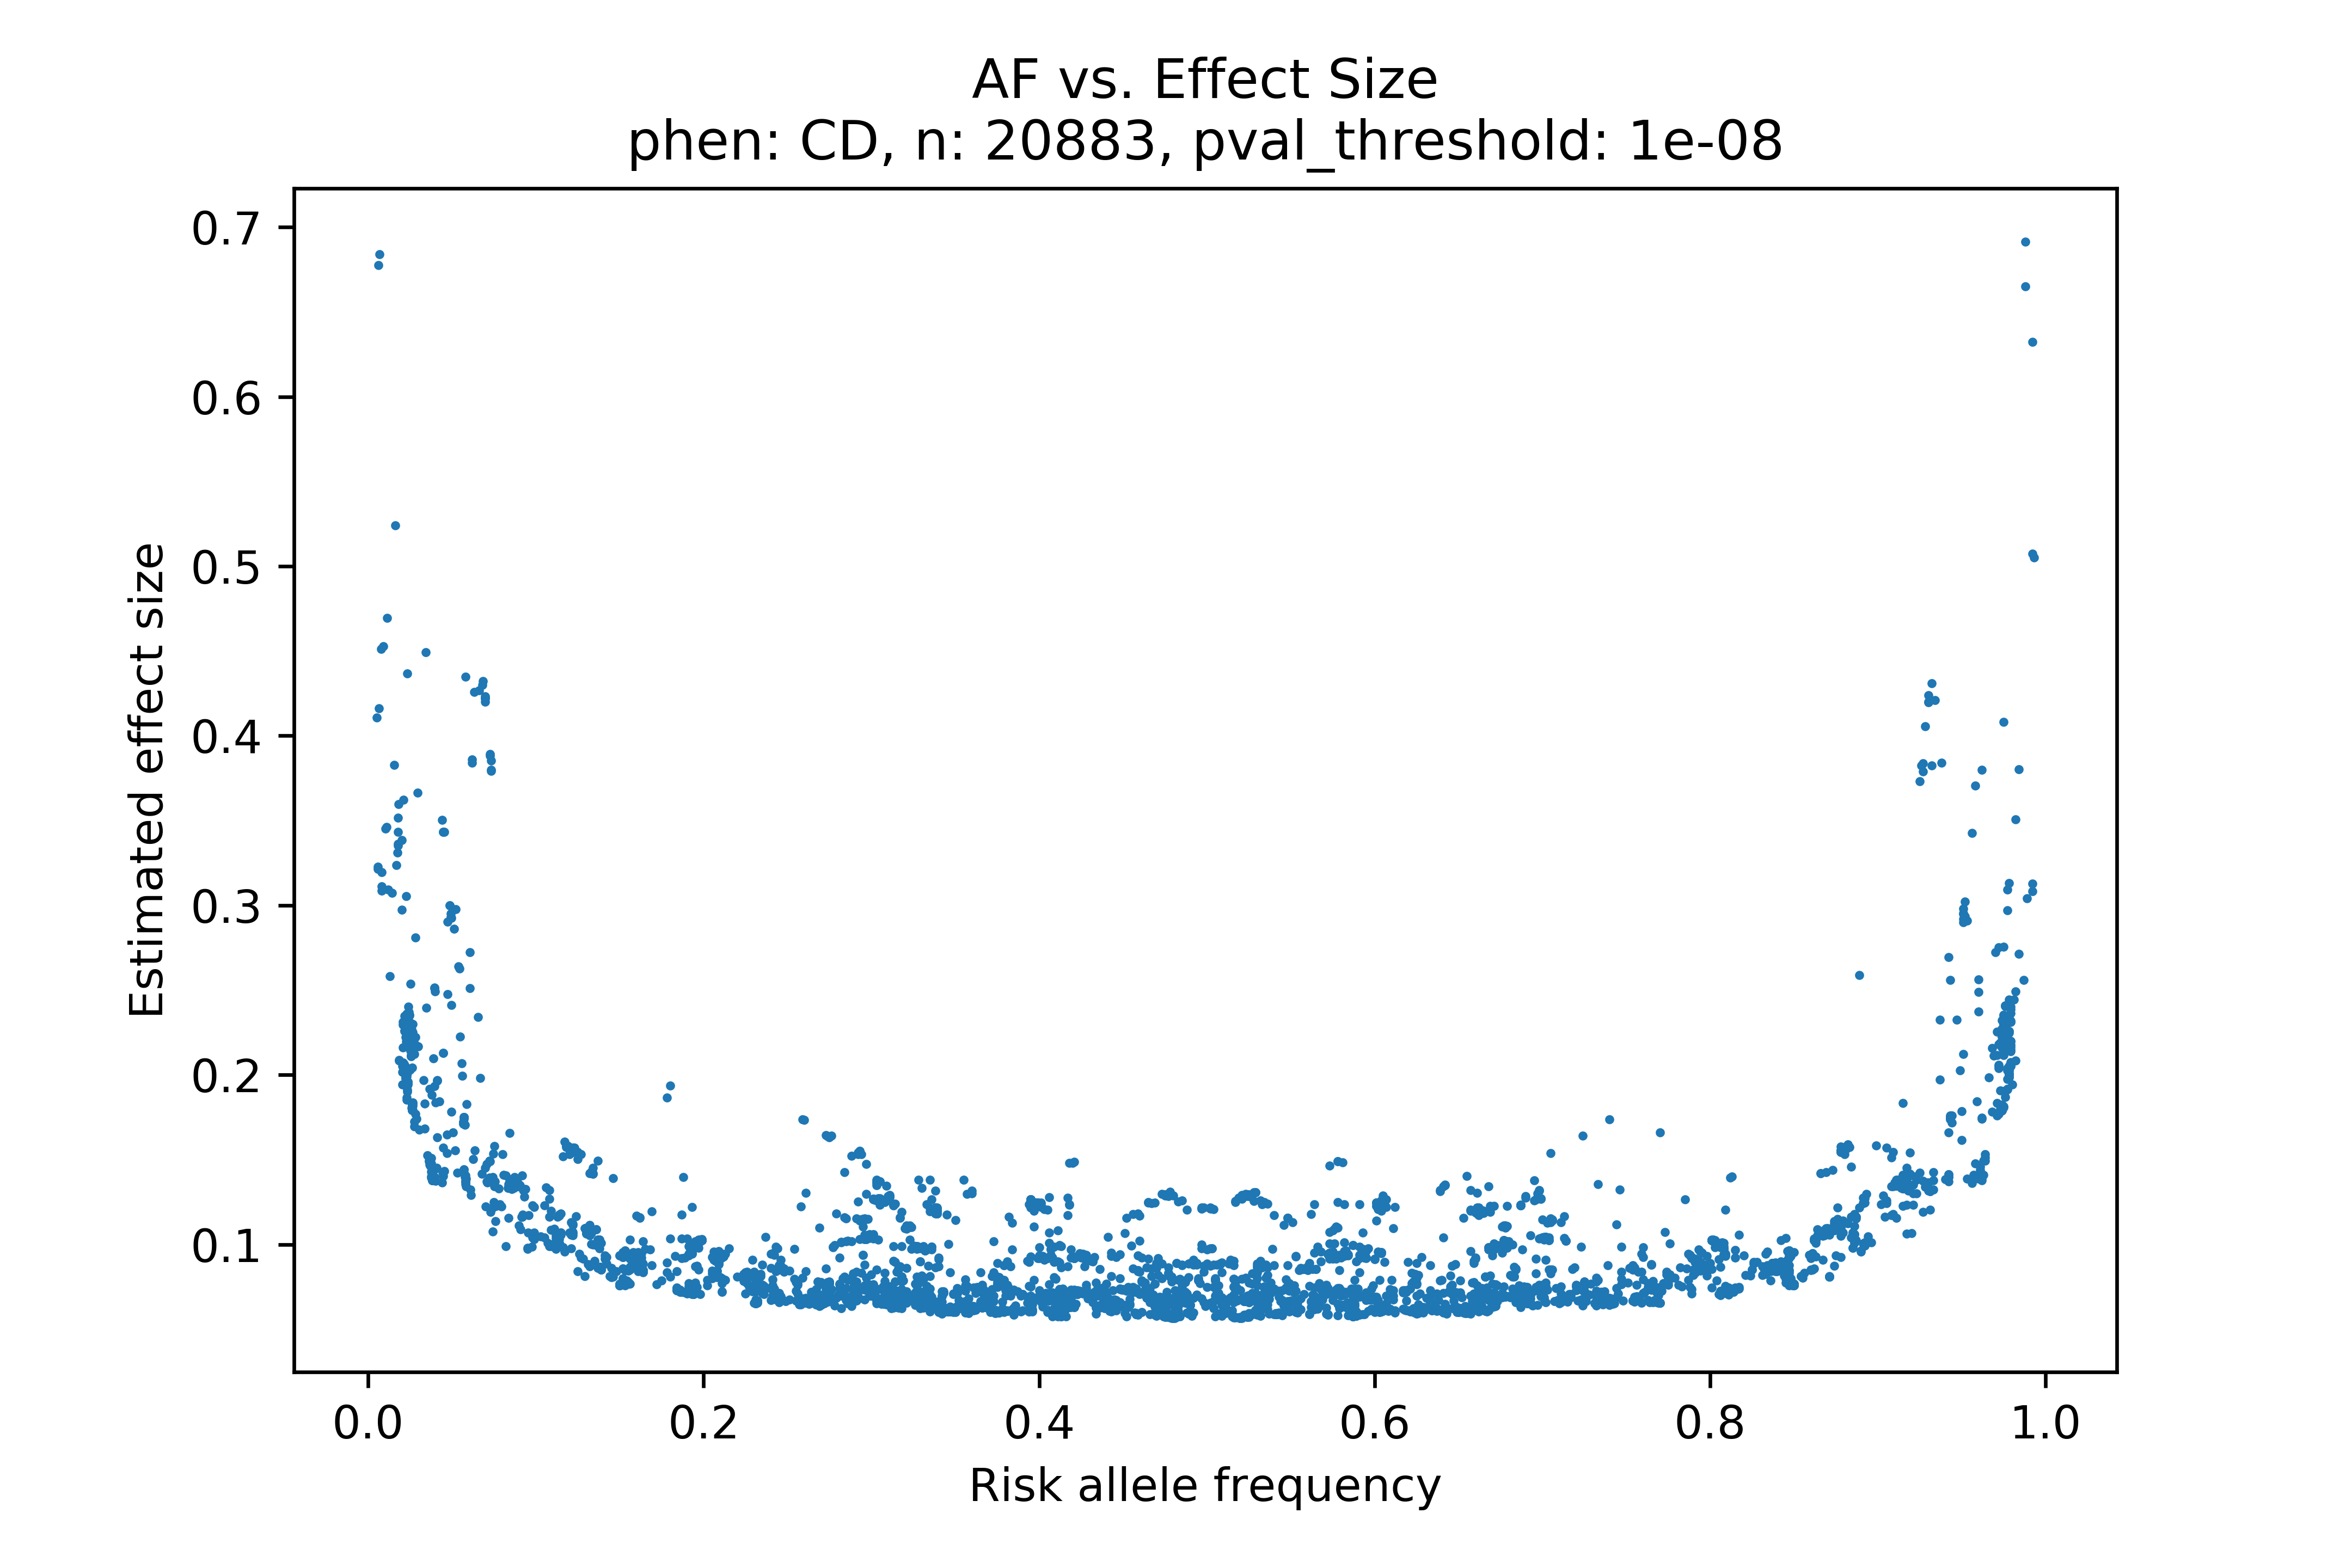 AF vs. Effect Size
phen: CD, n: 20883, pval_threshold: 1e-08
0.7
0.6
0.5
0.4
0.3
0.2
0.1
Estimated effect size
0.0 0.2 0.4 0.6 0.8 1.0
Risk allele frequency